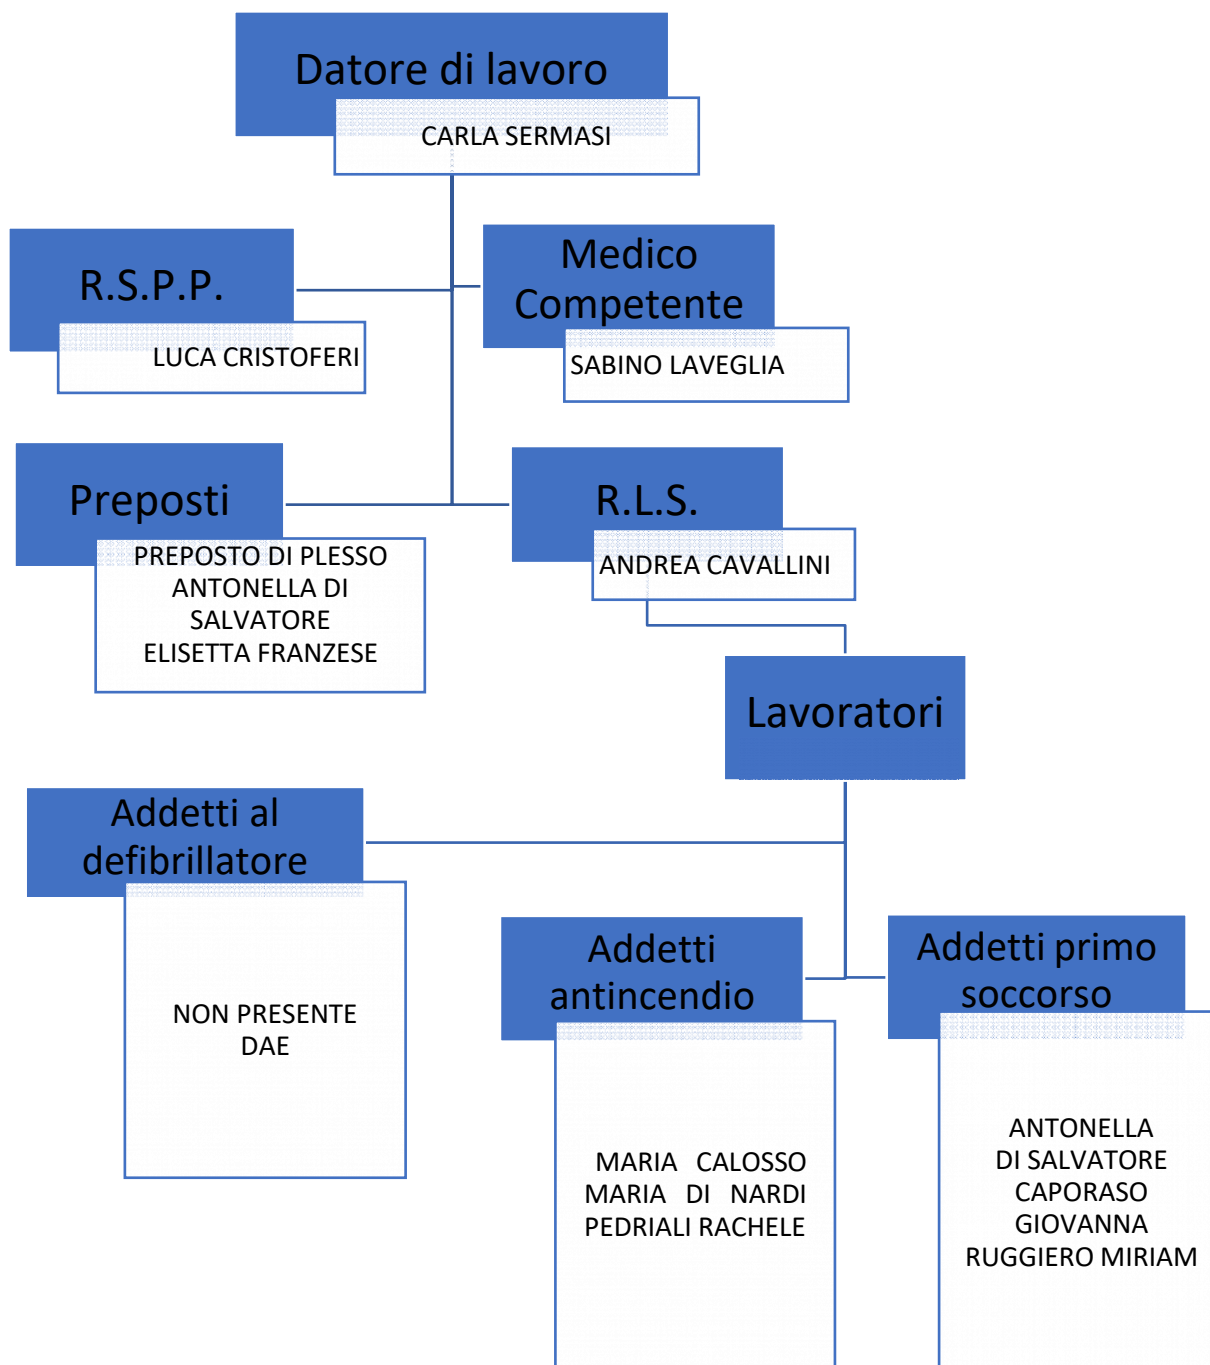 Datore di lavoro
CARLA SERMASI
R.S.P.P.
LUCA CRISTOFERI
Medico
Competente
SABINO LAVEGLIA
Preposti
PREPOSTO DI PLESSO
ANTONELLA DI
SALVATORE
ELISETTA FRANZESE
R.L.S.
ANDREA CAVALLINI
Lavoratori
Addetti al
defibrillatore
NON PRESENTE
DAE
Addetti
antincendio
MARIA CALOSSO
MARIA DI NARDI
PEDRIALI RACHELE
Addetti primo
soccorso
ANTONELLA
DI SALVATORE
CAPORASO
GIOVANNA
RUGGIERO MIRIAM